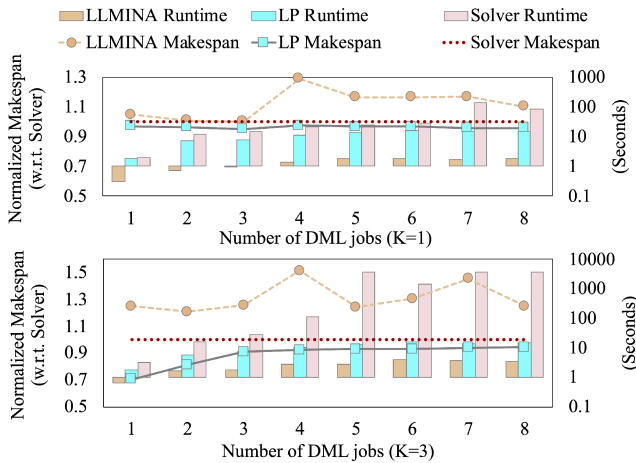 LLMINA Runtime LP Runtime Solver Runtime
LLMINA Makespan LP Makespan Solver Makespan
Normalized Makespan
(w.r.t. Solver)
1.3
1.1
0.9
0.7
0.5
1000
100
10
1
0.1
(Seconds)
1 2 3 4 5 6 7 8
Number of DML jobs (K=1)
Normalized Makespan
(w.r.t. Solver)
1.5
1.3
1.1
0.9
0.7
0.5
10000
1000
100
10
1
0.1
(Seconds)
1 2 3 4 5 6 7 8
Number of DML jobs (K=3)